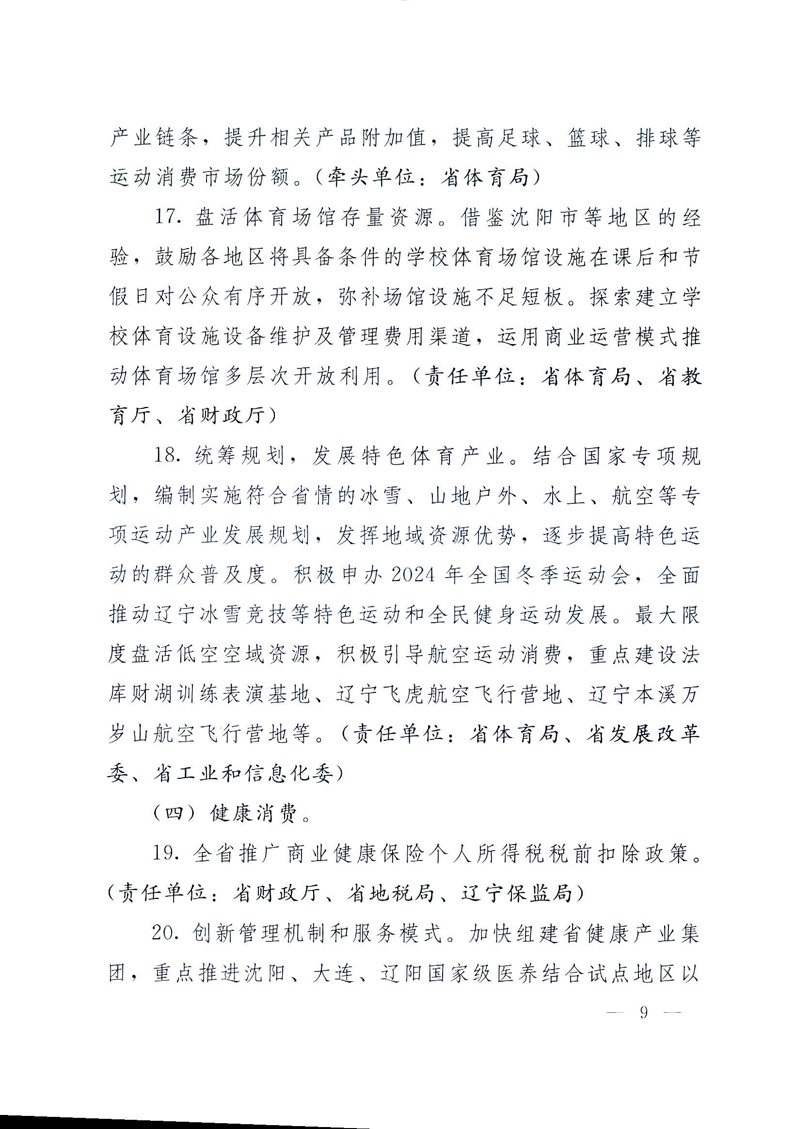 产业链条，提升相关产品附加值，提高足球、篮球、排球等
运动消费市场份额。（牵头单位：省体育局）
17. 盘活体育场馆存量资源。借鉴沈阳市等地区的经
验，鼓励各地区将具备条件的学校体育场馆设施在课后和节
假日对公众有序开放，弥补场馆设施不足短板。探索建立学
校体育设施设备维护及管理费用渠道，运用商业运营模式推
动体育场馆多层次开放利用。（责任单位：省体育局、省教
育厅、省财政厅）
18. 统筹规划，发展特色体育产业。结合国家专项规
划，编制实施符合省情的冰雪、山地户外、水上、航空等专
项运动产业发展规划，发挥地域资源优势，逐步提高特色运
动的群众普及度。积极申办 2024 年全国冬季运动会，全面
推动辽宁冰雪竞技等特色运动和全民健身运动发展。最大限
度盘活低空空域资源，积极引导航空运动消费，重点建设法
库财湖训练表演基地、辽宁飞虎航空飞行营地、辽宁本溪万
岁山航空飞行营地等。（责任单位：省体育局、省发展改革
委、省工业和信息化委）
（四）健康消费。
19. 全省推广商业健康保险个人所得税税前扣除政策。
（责任单位：省财政厅、省地税局、辽宁保监局）
20. 创新管理机制和服务模式。加快组建省健康产业集
团，重点推进沈阳、大连、辽阳国家级医养结合试点地区以
— 9 —